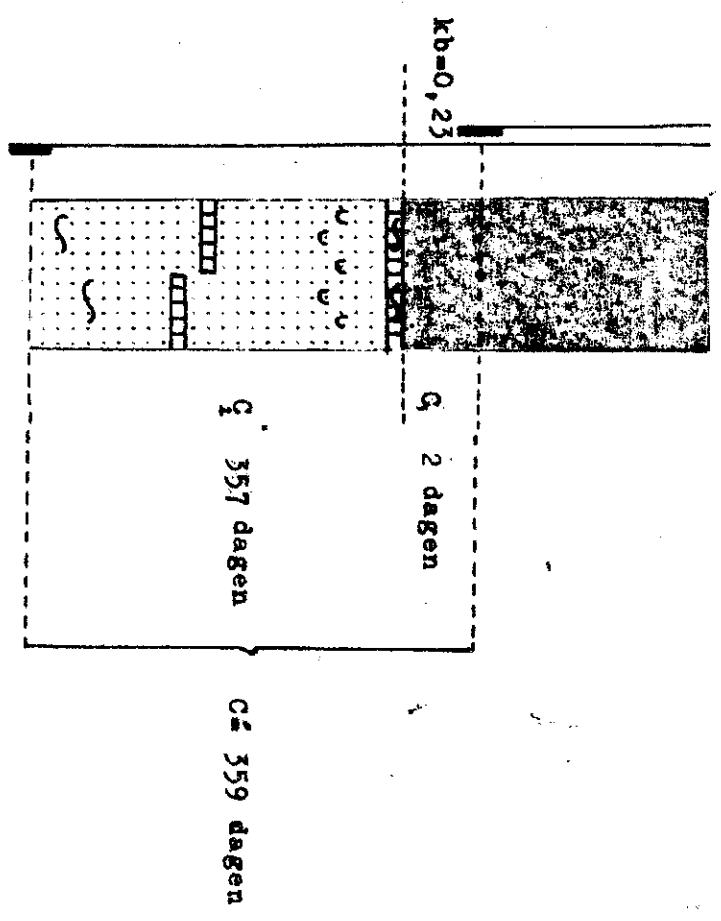 kb=0,23
C₁ 2 dagen
C₂ 357 dagen
C= 359 dagen